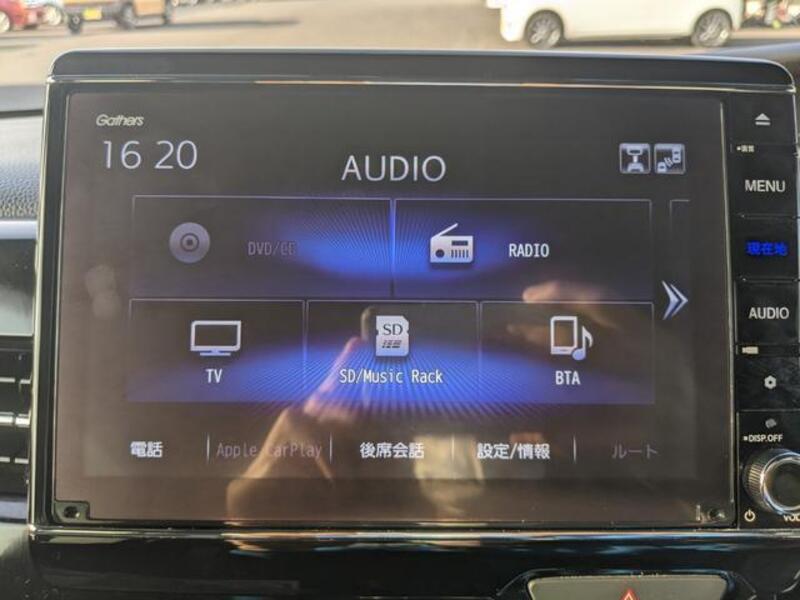 Gathers
16 20
AUDIO
DVD/CD
RADIO
TV
SD
SD/Music Rack
BTA
電話
Apple CarPlay
後席会話
設定/情報
ルート
MENU
現在地
AUDIO
DISP.OFF
VOL